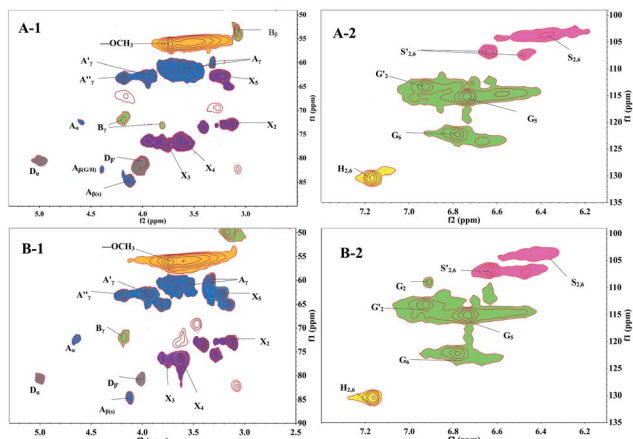 A-1
Bβ
OCH3
A'γ
Aγ
A''γ
X5
Bγ
X2
Aα
Dα
Dβ'
Aβ(G/H)
X3
X4
Aβ(s)
50
55
60
65
70
75
80
85
f1 (ppm)
5.0 4.5 4.0 3.5 3.0
f2 (ppm)
A-2
S'2,6
S2,6
G'2
G5
G6
H2,6
100
105
110
115
120
125
130
f1 (ppm)
7.2 7.0 6.8 6.6 6.4 6.2
f2 (ppm)
B-1
OCH3
A'γ
Aγ
A''γ
X5
Bγ
X2
Aα
Dα
Dβ'
X3
X4
Aβ(s)
50
55
60
65
70
75
80
85
90
f1 (ppm)
5.0 4.5 4.0 3.5 3.0 2.5
f2 (ppm)
B-2
S'2,6
S2,6
G2
G'2
G5
G6
H2,6
100
105
110
115
120
125
130
135
f1 (ppm)
7.2 7.0 6.8 6.6 6.4 6.2
f2 (ppm)